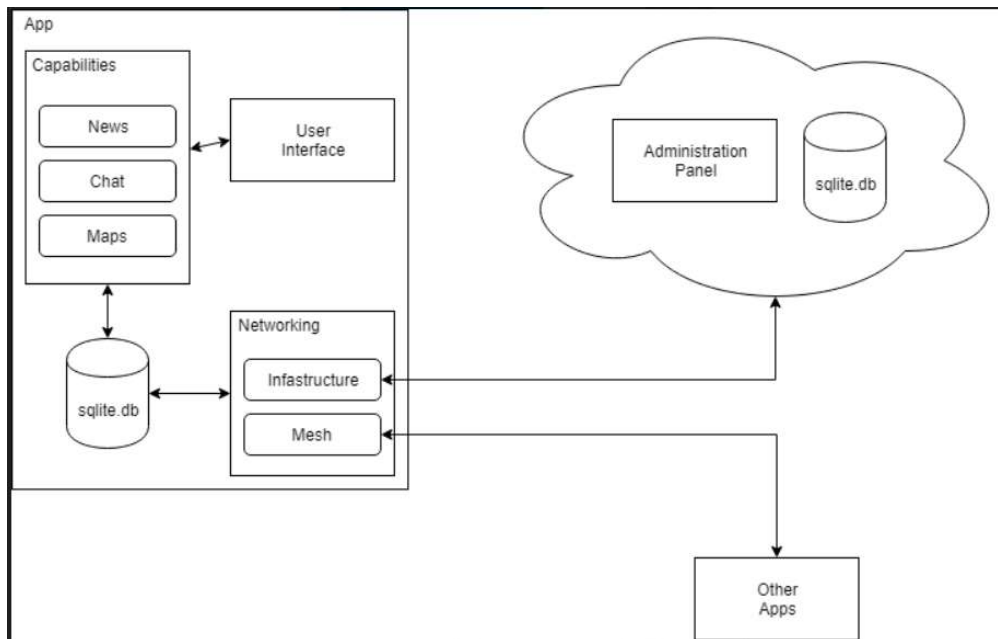 App
Capabilities
News
Chat
Maps
User
Interface
sqlite.db
Networking
Infastructure
Mesh
Administration
Panel
sqlite.db
Other
Apps